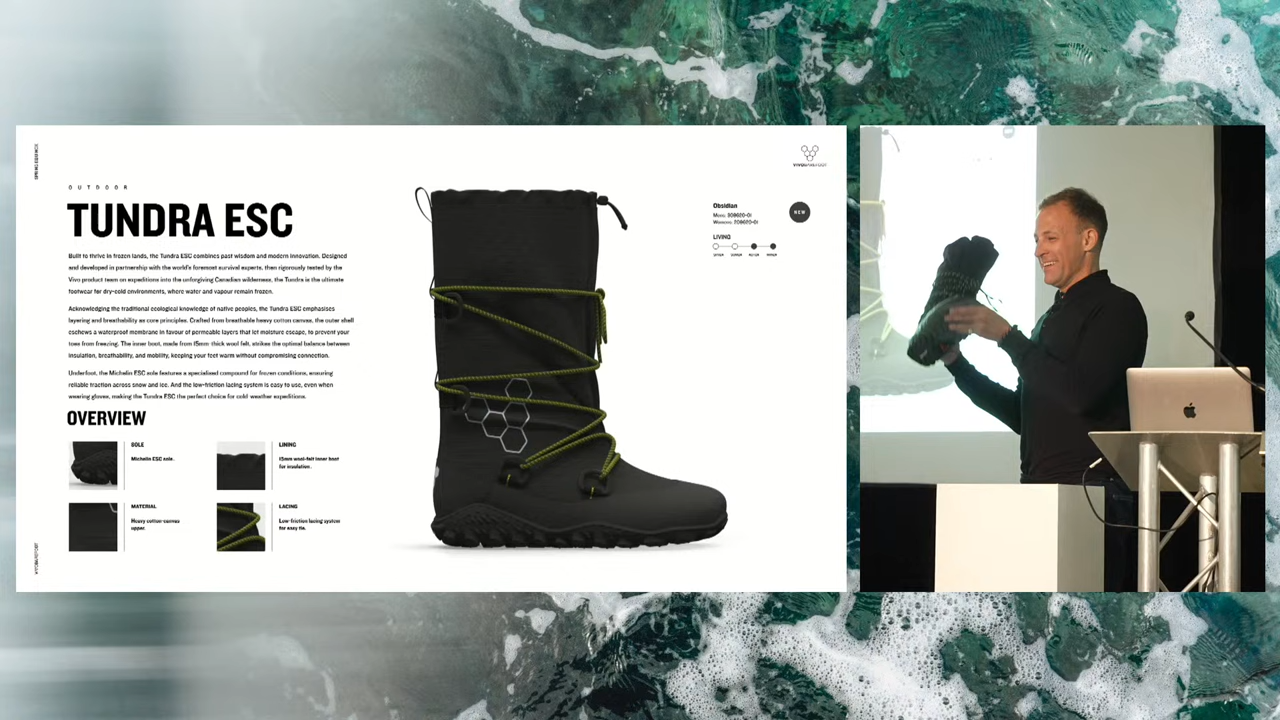 OUTDOOR
TUNDRA ESC
Built to thrive in frozen lands, the Tundra ESC combines past wisdom and modern innovation. Designed
and developed in partnership with the world's foremost survival experts, then rigorously tested by the
Vivo product team on expeditions into the unforgiving Canadian wilderness, the Tundra is the ultimate
footwear for dry-cold environments, where water and vapour remain frozen.
Acknowledging the traditional ecological knowledge of native peoples, the Tundra ESC emphasises
layering and breathability as core principles. Crafted from breathable heavy cotton canvas, the outer shell
eschews a waterproof membrane in favour of permeable layers that let moisture escape, to prevent your
toes from freezing. The inner boot, made from 15mm thick wool felt, strikes the optimal balance between
insulation, breathability, and mobility, keeping your feet warm without compromising connection.
Underfoot, the Michelin ESC sole features a specialised compound for frozen conditions, ensuring
reliable traction across snow and ice. And the low-friction lacing system is easy to use, even when
wearing gloves, making the Tundra ESC the perfect choice for cold weather expeditions.
OVERVIEW
SOLE
Michelin ESC sole.
LINING
15mm wool-felt inner boot
for insulation.
MATERIAL
Heavy cotton-canvas
upper.
LACING
Low-friction lacing system
for easy tie.
VIVOBAREFOOT
Obsidian
NEW
LIVING
VIVOBAREFOOT